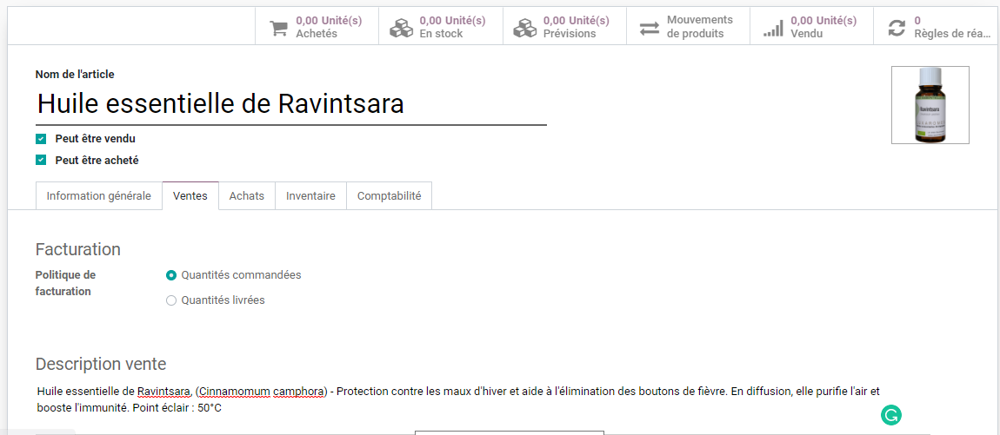 0,00 Unité(s)
Achetés
0,00 Unité(s)
En stock
0,00 Unité(s)
Prévisions
Mouvements
de produits
0,00 Unité(s)
Vendu
0
Règles de réa...
Nom de l'article
Huile essentielle de Ravintsara
Peut être vendu
Peut être acheté
Ravintsara
Information générale
Ventes
Achats
Inventaire
Comptabilité
Facturation
Politique de
facturation
Quantités commandées
Quantités livrées
Description vente
Huile essentielle de Ravintsara, (Cinnamomum camphora) - Protection contre les maux d'hiver et aide à l'élimination des boutons de fièvre. En diffusion, elle purifie l'air et
booste l'immunité. Point éclair : 50°C